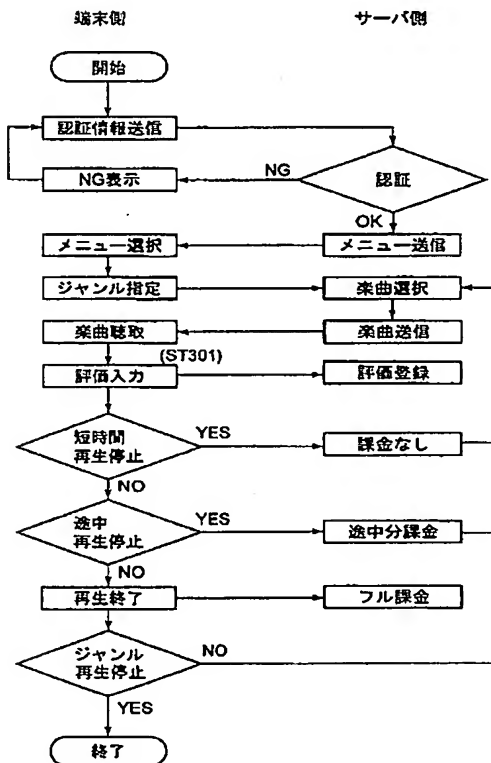 端末側
サーバ側
開始
認証情報送信
NG表示
NG
認証
OK
メニュー選択
メニュー送信
ジャンル指定
楽曲選択
楽曲聴取
楽曲送信
(ST301)
評価入力
評価登録
短時間
再生停止
YES
課金なし
NO
途中
再生停止
YES
途中分課金
NO
再生終了
フル課金
ジャンル
再生停止
NO
YES
終了